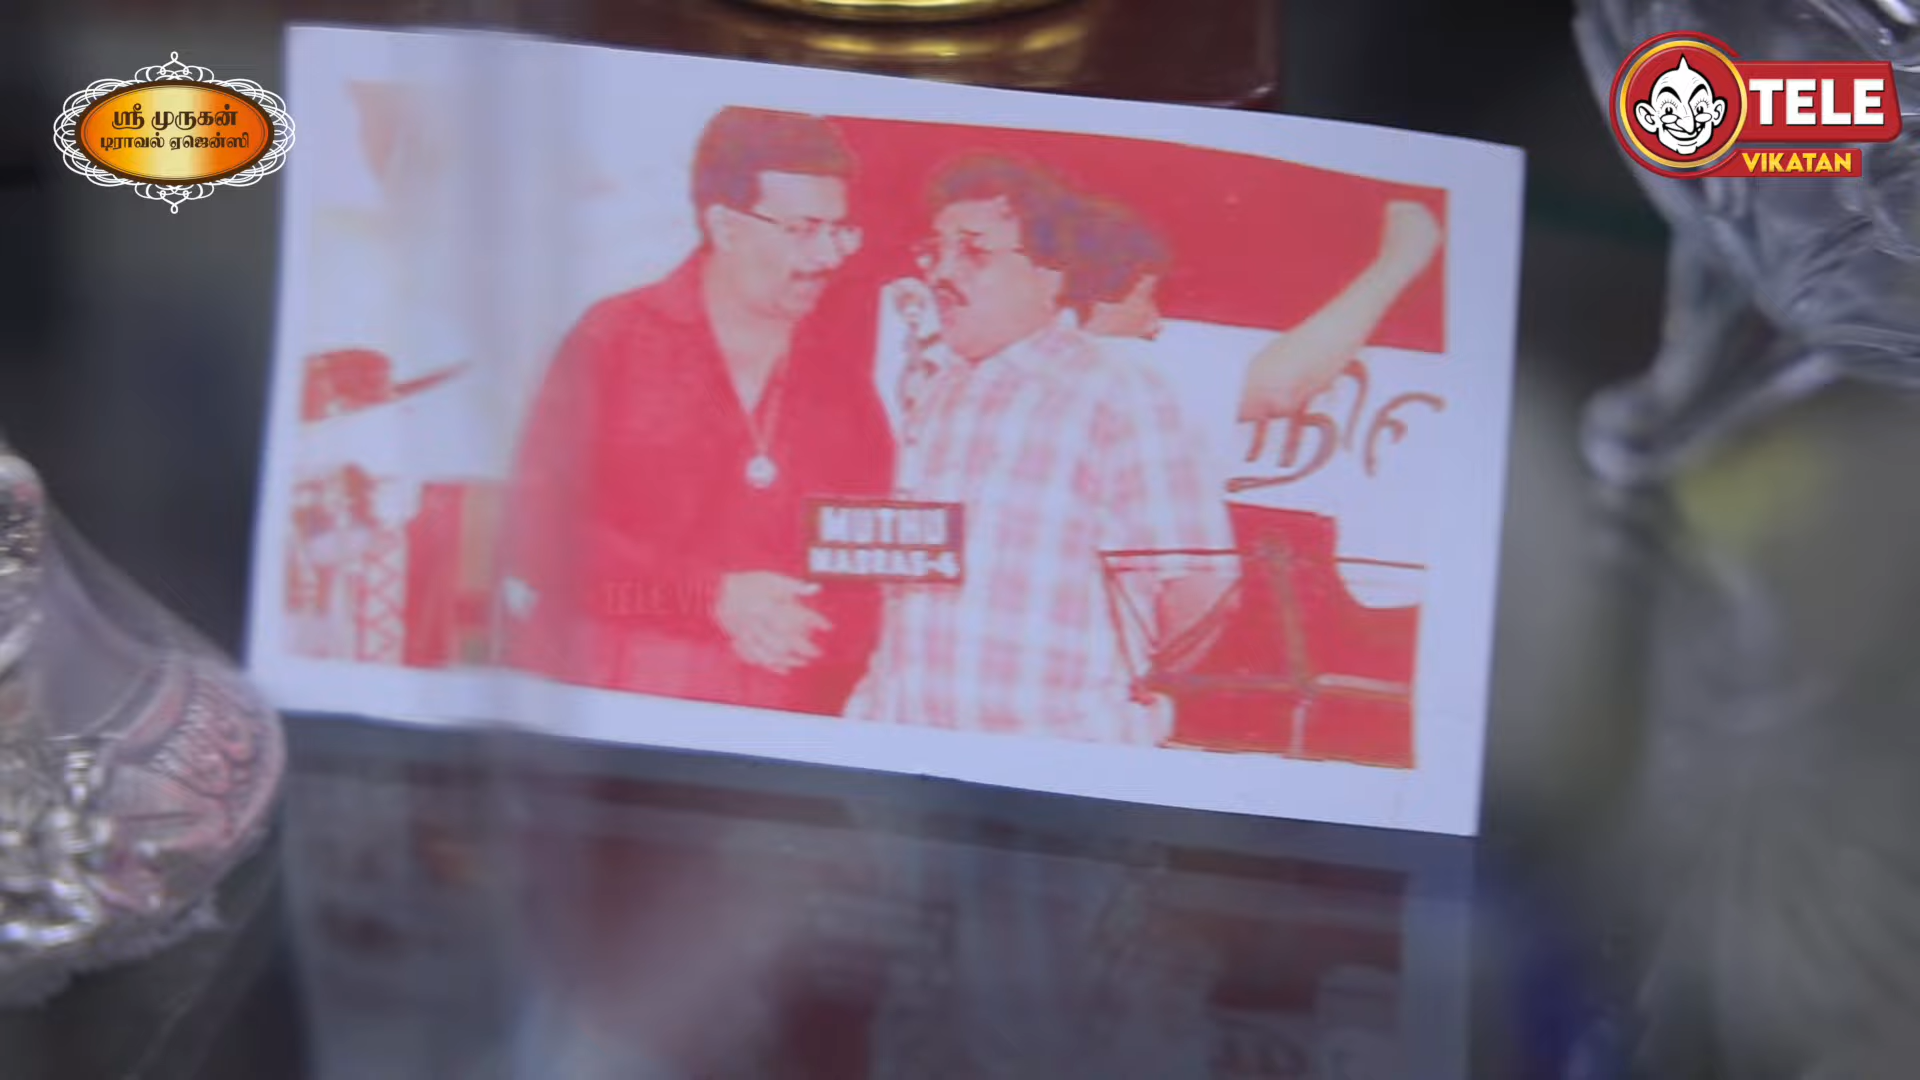 ஸ்ரீ முருகன்
டிராவல் ஏஜென்ஸி
TELE
VIKATAN
MUTHU
MADRAS-4